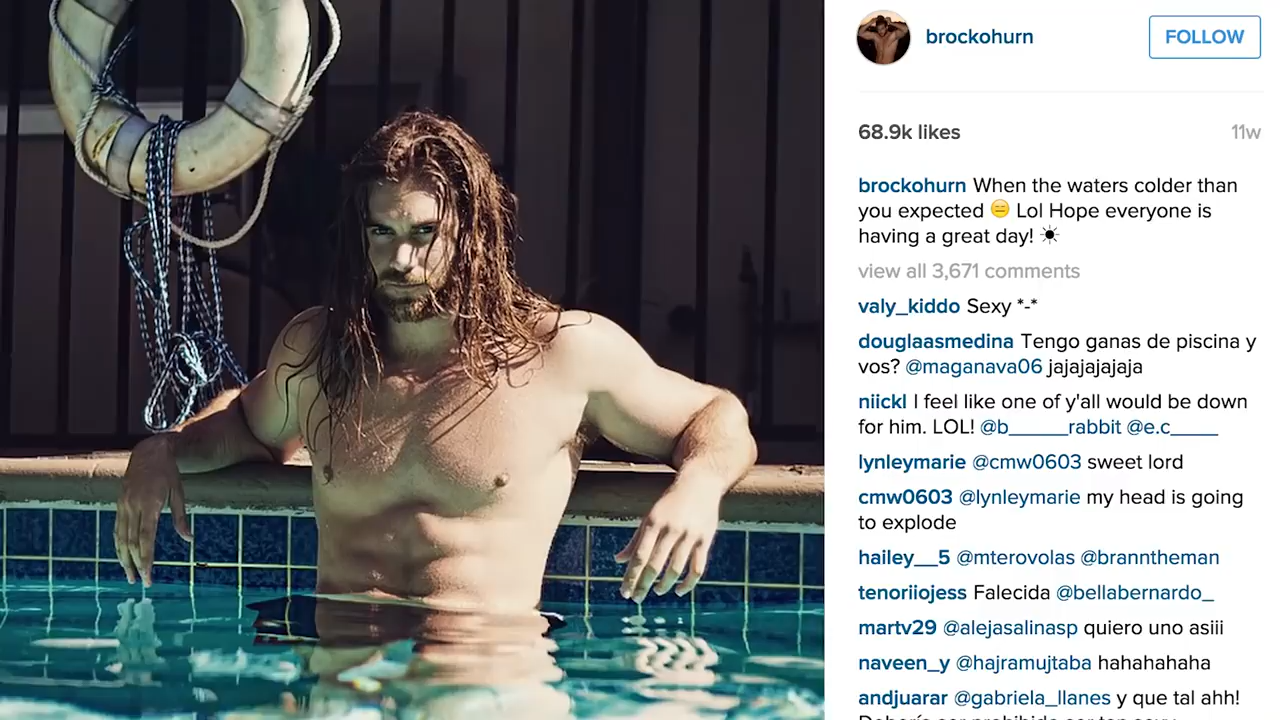 brockohurn
FOLLOW
68.9k likes
11w
brockohurn When the waters colder than
you expected 😑 Lol Hope everyone is
having a great day! ☀
view all 3,671 comments
valy_kiddo Sexy *-*
douglaasmedina Tengo ganas de piscina y
vos? @maganava06 jajajajajaja
niickl I feel like one of y'all would be down
for him. LOL! @b_____rabbit @e.c____
lynleymarie @cmw0603 sweet lord
cmw0603 @lynleymarie my head is going
to explode
hailey__5 @mterovolas @branntheman
tenoriiojess Falecida @bellabernardo_
martv29 @alejasalinasp quiero uno asiii
naveen_y @hajramujtaba hahahahaha
andjuarar @gabriela_llanes y que tal ahh!